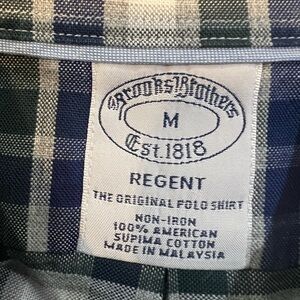 Brooks Brothers
M
Est. 1818
REGENT
THE ORIGINAL POLO SHIRT
NON-IRON
100% AMERICAN
SUPIMA COTTON
MADE IN MALAYSIA